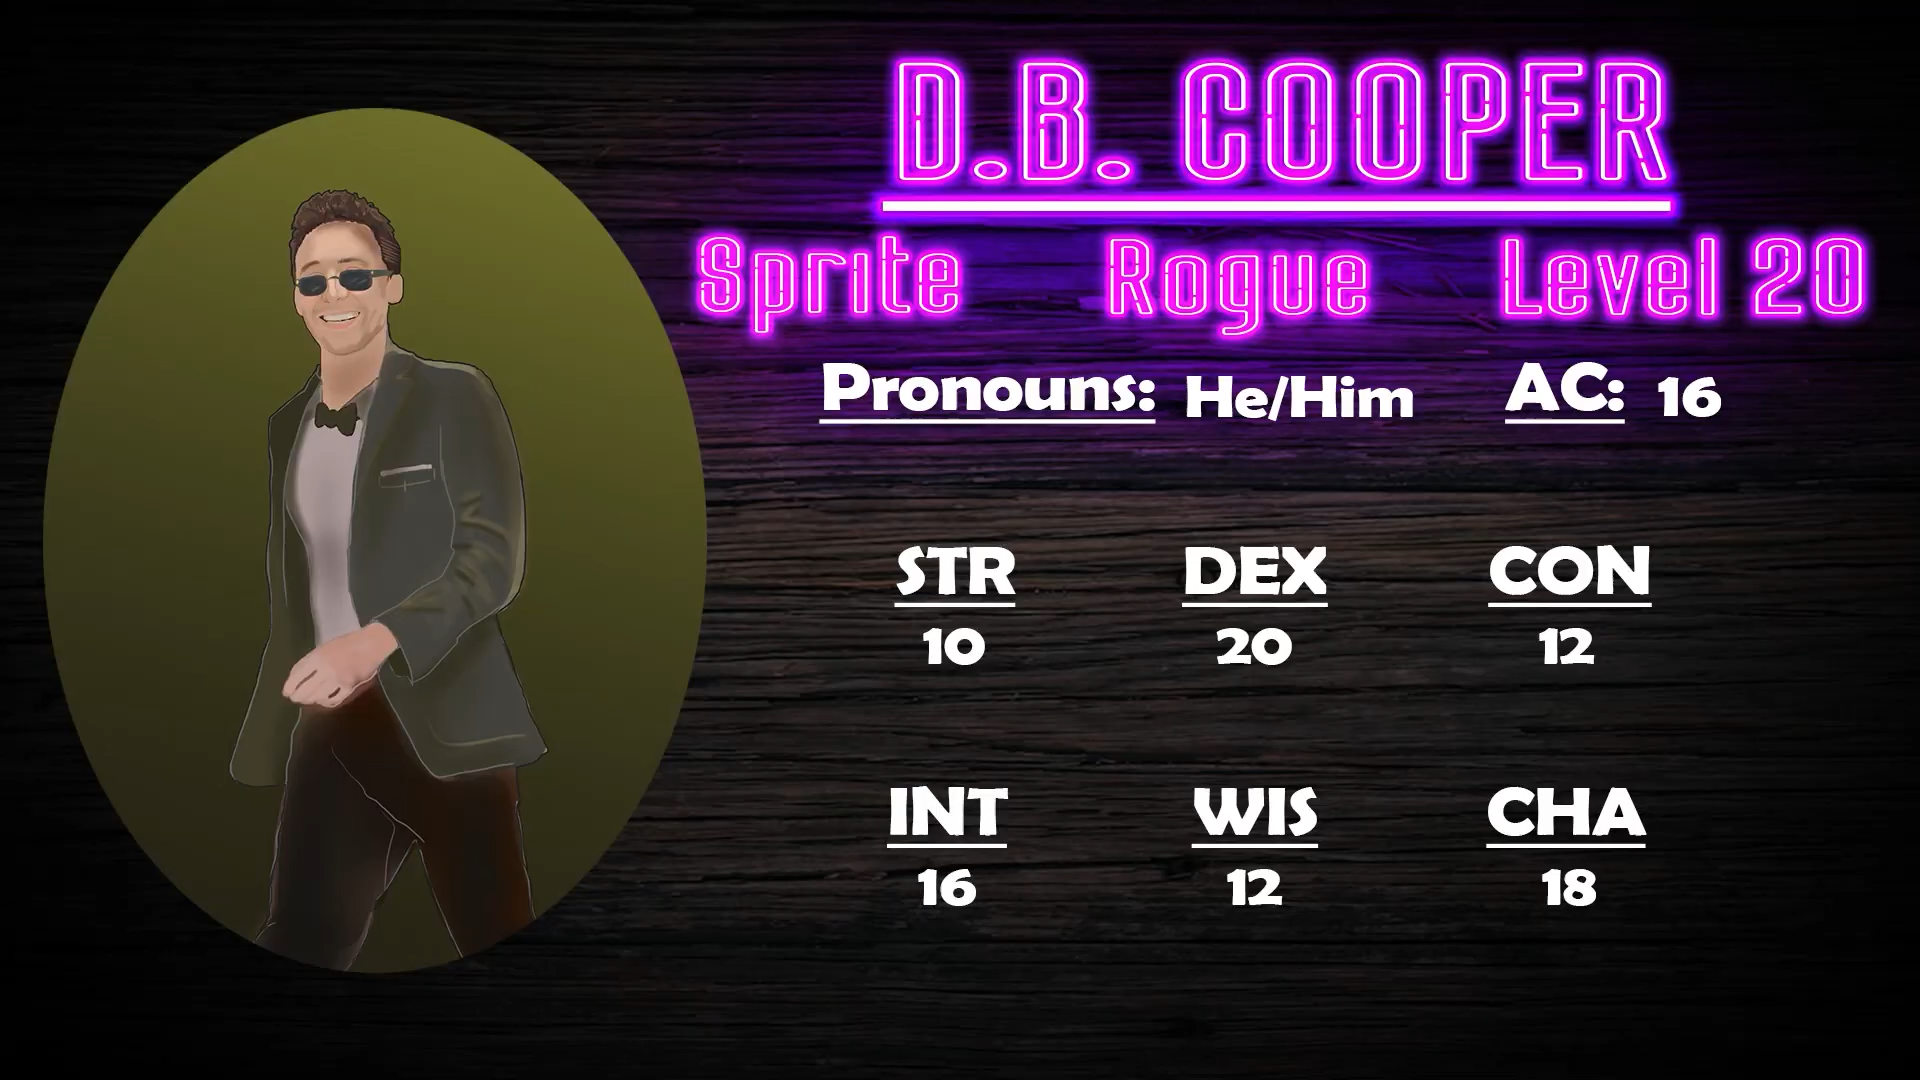 D.B. COOPER
Sprite Rogue Level 20
Pronouns: He/Him AC: 16
STR DEX CON
10 20 12
INT WIS CHA
16 12 18